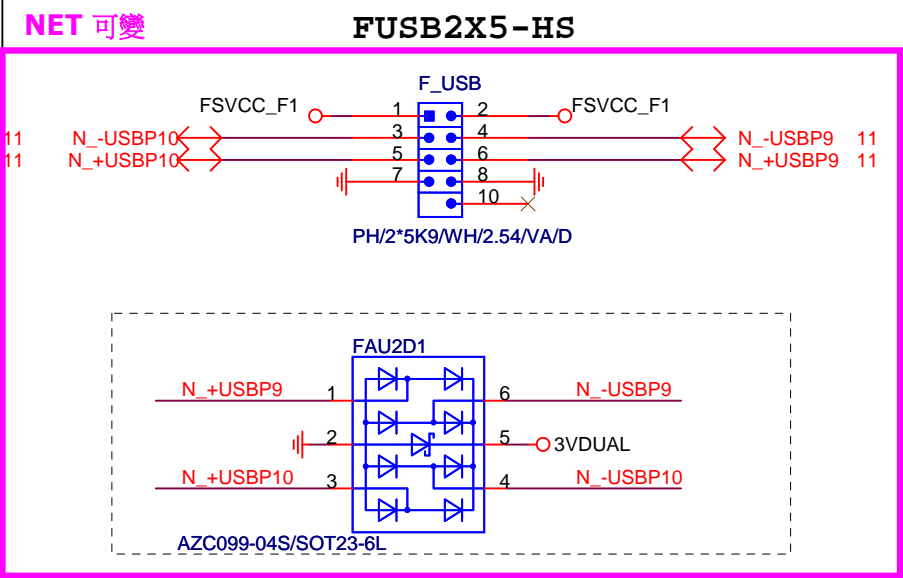 NET 可變 FUSB2X5-HS
F_USB
FSVCC_F1 1 2 FSVCC_F1
11 N_-USBP10 3 4 N_-USBP9 11
11 N_+USBP10 5 6 N_+USBP9 11
7 8
10
PH/2*5K9/WH/2.54/VA/D
FAU2D1
N_+USBP9 1 6 N_-USBP9
2 5 3VDUAL
N_+USBP10 3 4 N_-USBP10
AZC099-04S/SOT23-6L